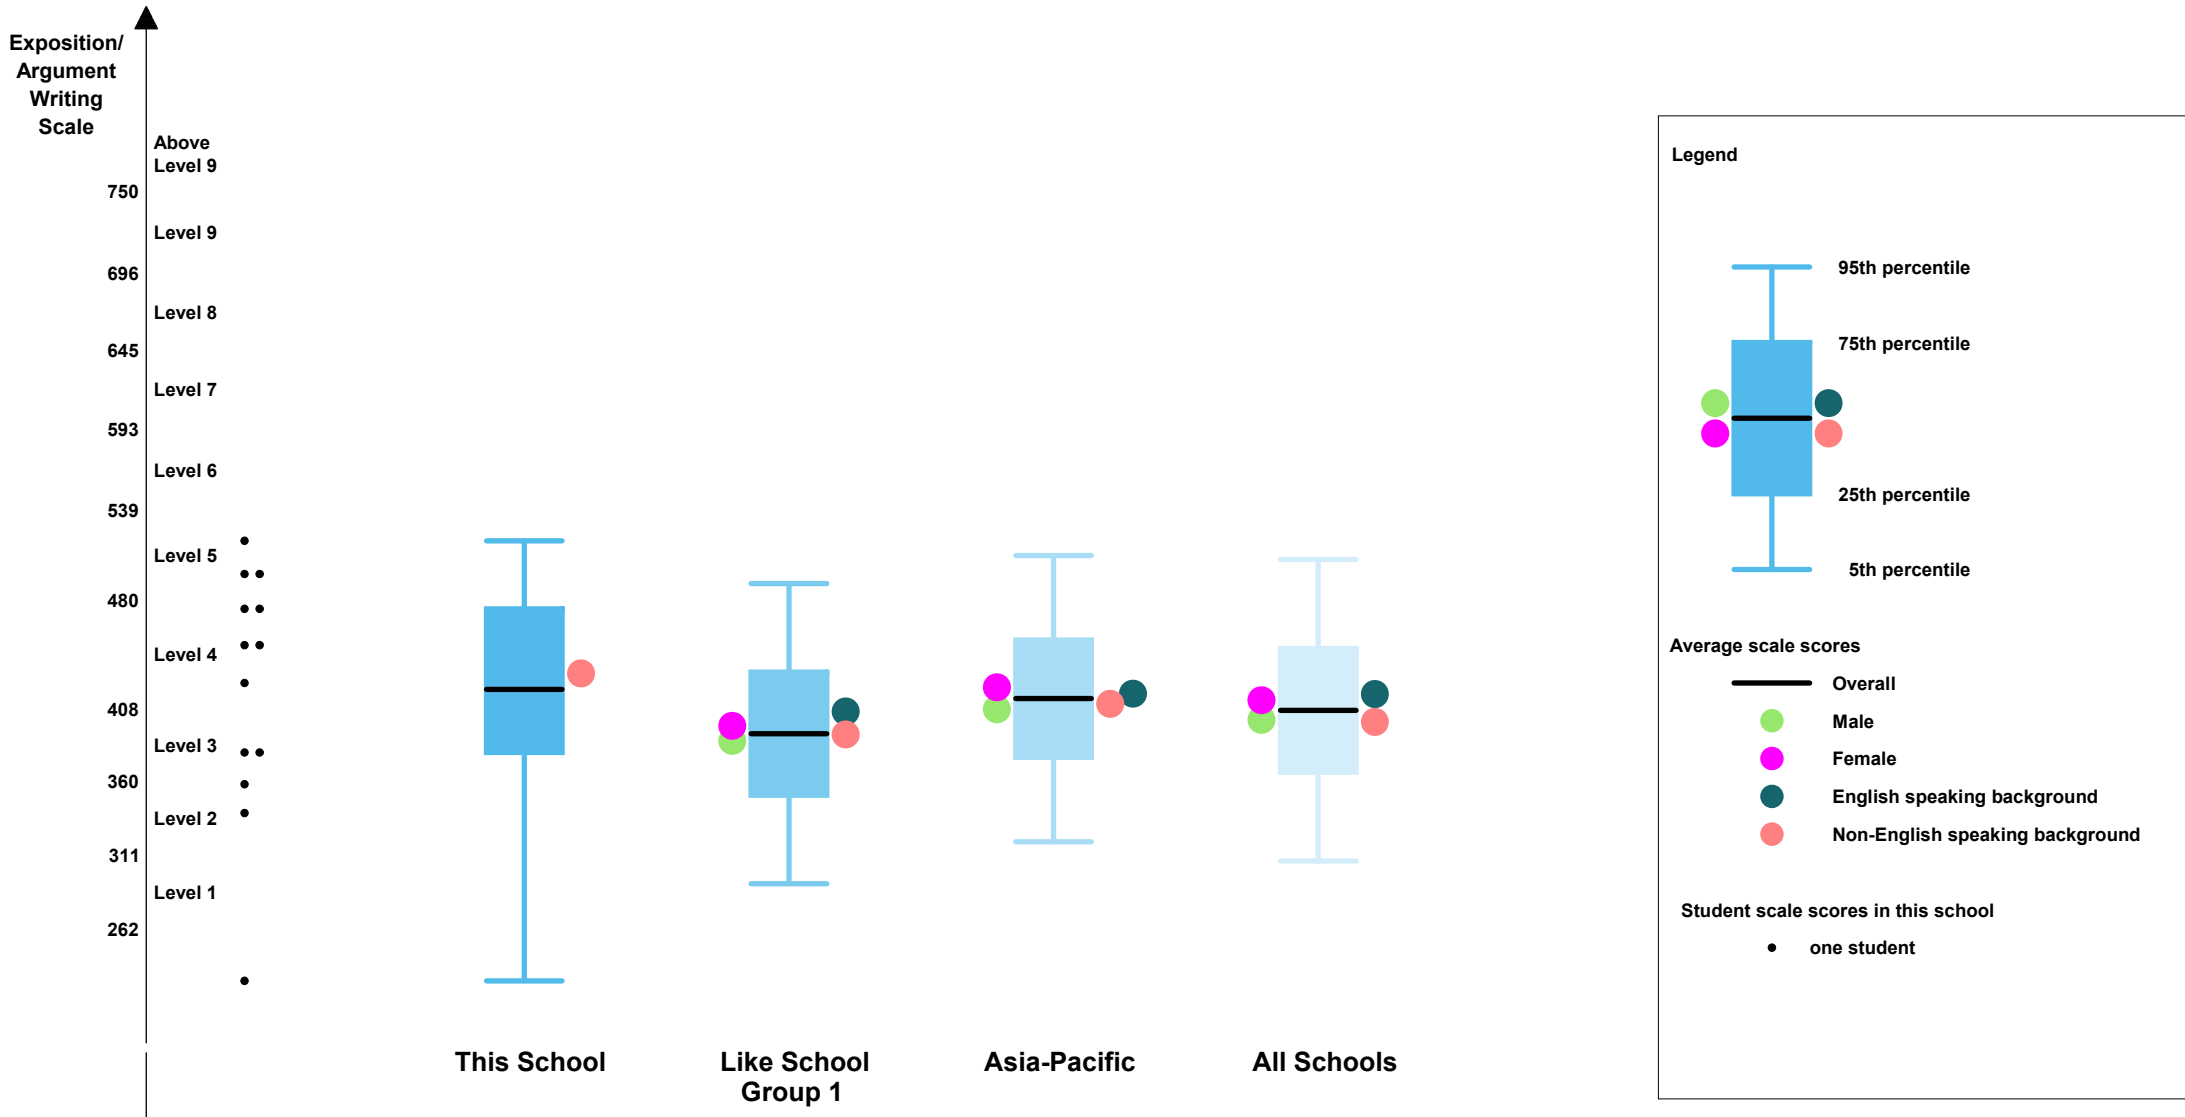 Exposition/
Argument
Writing
Scale
Above
Level 9
750
Level 9
696
Level 8
645
Level 7
593
Level 6
539
Level 5
480
Level 4
408
Level 3
360
Level 2
311
Level 1
262
This School
Like School
Group 1
Asia-Pacific
All Schools
Legend
95th percentile
75th percentile
25th percentile
5th percentile
Average scale scores
Overall
Male
Female
English speaking background
Non-English speaking background
Student scale scores in this school
one student